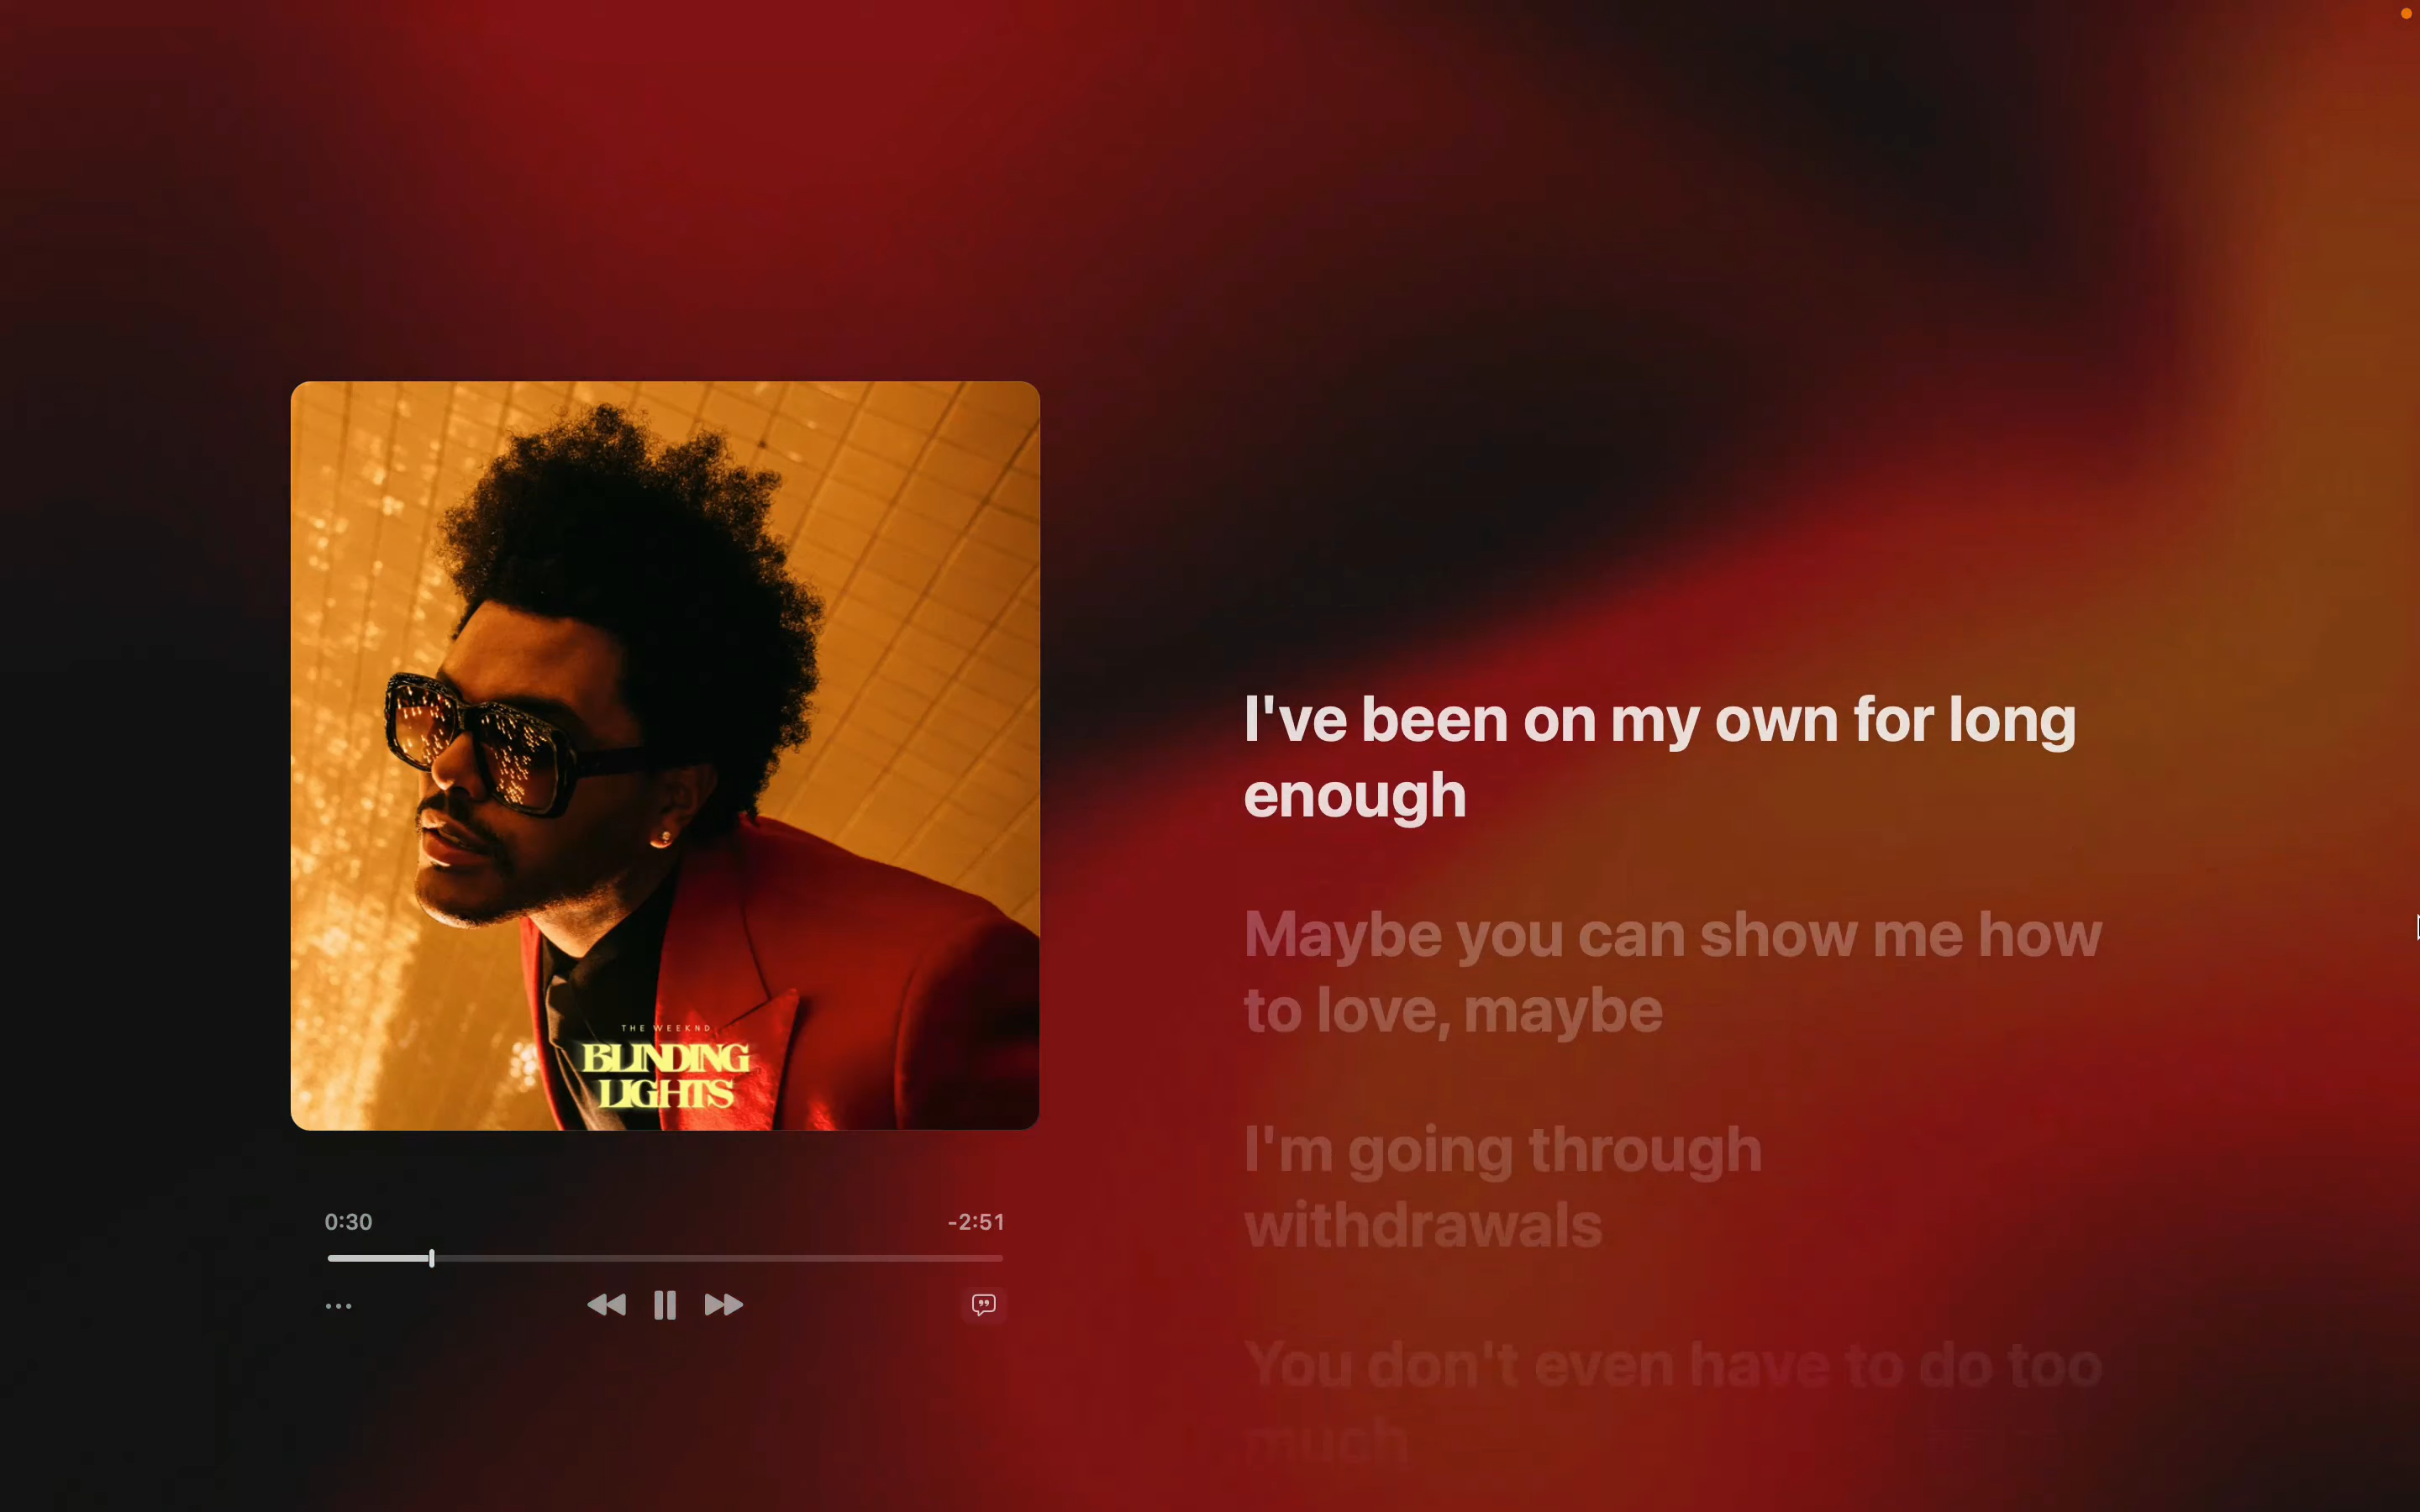 THE WEEKND
BLINDING
LIGHTS
0:30
-2:51
I've been on my own for long
enough
Maybe you can show me how
to love, maybe
I'm going through
withdrawals
You don't even have to do too
much